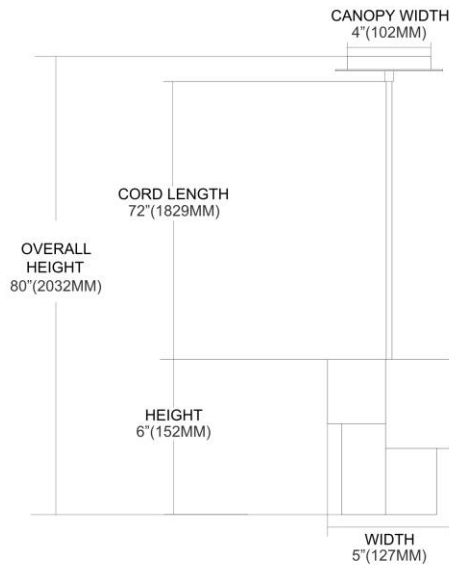 CANOPY WIDTH
4”(102MM)
CORD LENGTH
72”(1829MM)
OVERALL
HEIGHT
80”(2032MM)
HEIGHT
6”(152MM)
WIDTH
5”(127MM)